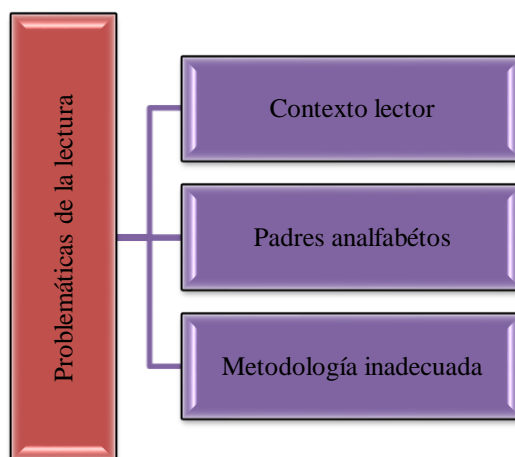 Problemáticas de la lectura
Contexto lector
Padres analfabétos
Metodología inadecuada